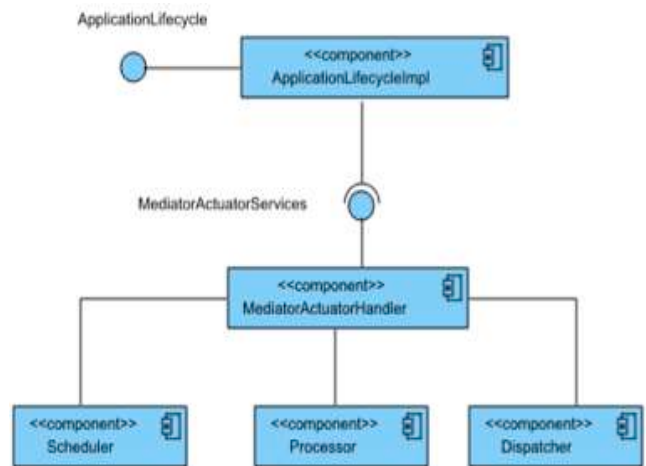 ApplicationLifecycle
<<component>>
ApplicationLifecycleImpl
MediatorActuatorServices
<<component>>
MediatorActuatorHandler
<<component>>
Scheduler
<<component>>
Processor
<<component>>
Dispatcher